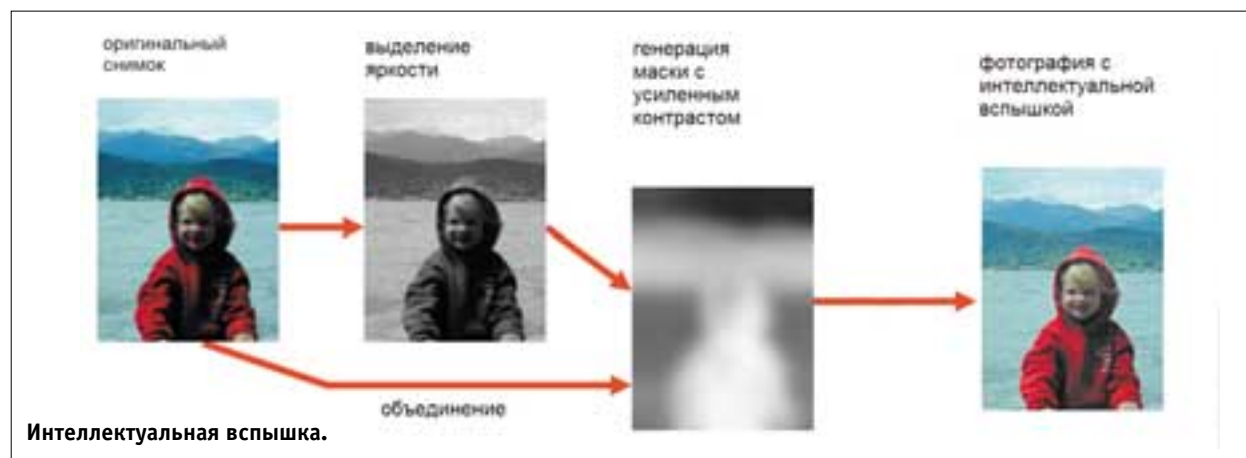 оригинальный
снимок
выделение
яркости
генерация
маски с
усиленным
контрастом
фотография с
интеллектуальной
вспышкой
объединение
Интеллектуальная вспышка.